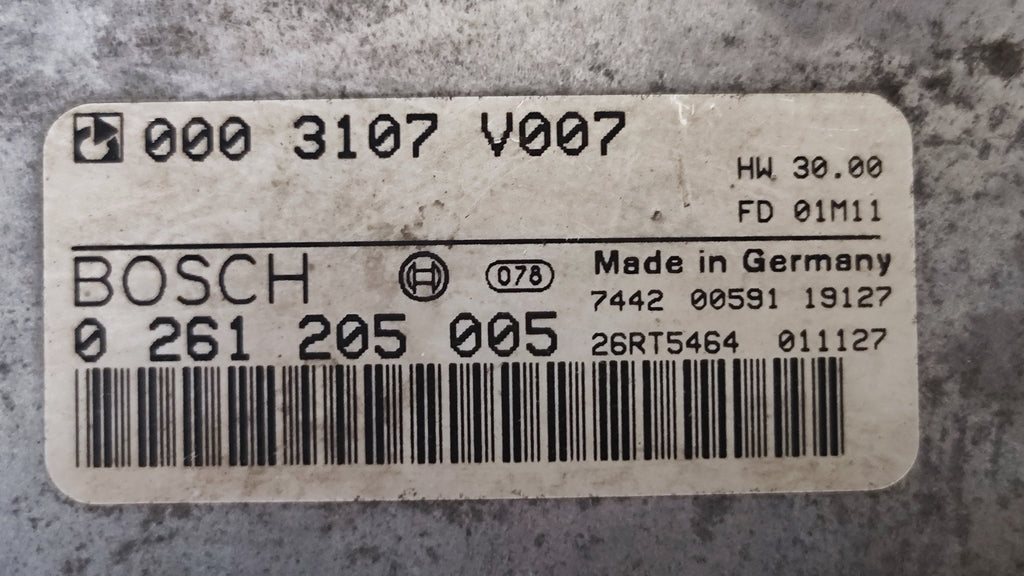 000 3107 V007
HW 30.00
FD 01M11
BOSCH 078 Made in Germany
7442 00591 19127
0 261 205 005 26RT5464 011127